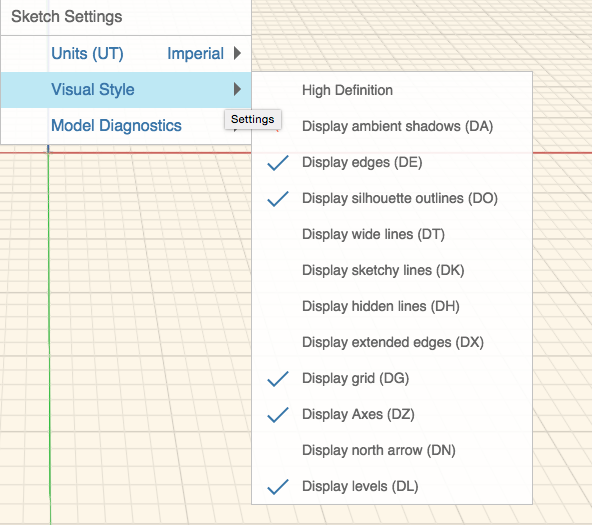 Sketch Settings
Units (UT) Imperial
Visual Style
Model Diagnostics
Settings
High Definition
Display ambient shadows (DA)
Display edges (DE)
Display silhouette outlines (DO)
Display wide lines (DT)
Display sketchy lines (DK)
Display hidden lines (DH)
Display extended edges (DX)
Display grid (DG)
Display Axes (DZ)
Display north arrow (DN)
Display levels (DL)